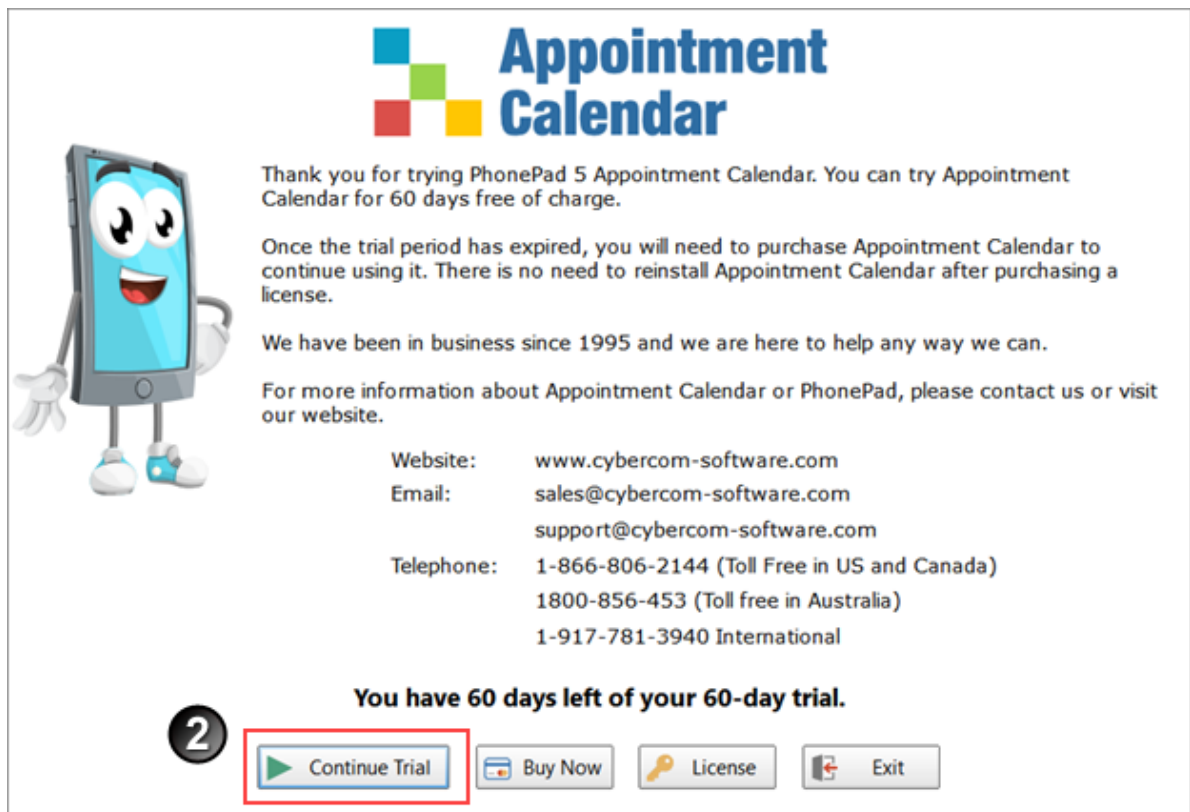 Appointment
Calendar
Thank you for trying PhonePad 5 Appointment Calendar. You can try Appointment
Calendar for 60 days free of charge.
Once the trial period has expired, you will need to purchase Appointment Calendar to
continue using it. There is no need to reinstall Appointment Calendar after purchasing a
license.
We have been in business since 1995 and we are here to help any way we can.
For more information about Appointment Calendar or PhonePad, please contact us or visit
our website.
Website: www.cybercom-software.com
Email: sales@cybercom-software.com
support@cybercom-software.com
Telephone: 1-866-806-2144 (Toll Free in US and Canada)
1800-856-453 (Toll free in Australia)
1-917-781-3940 International
You have 60 days left of your 60-day trial.
2 Continue Trial Buy Now License Exit